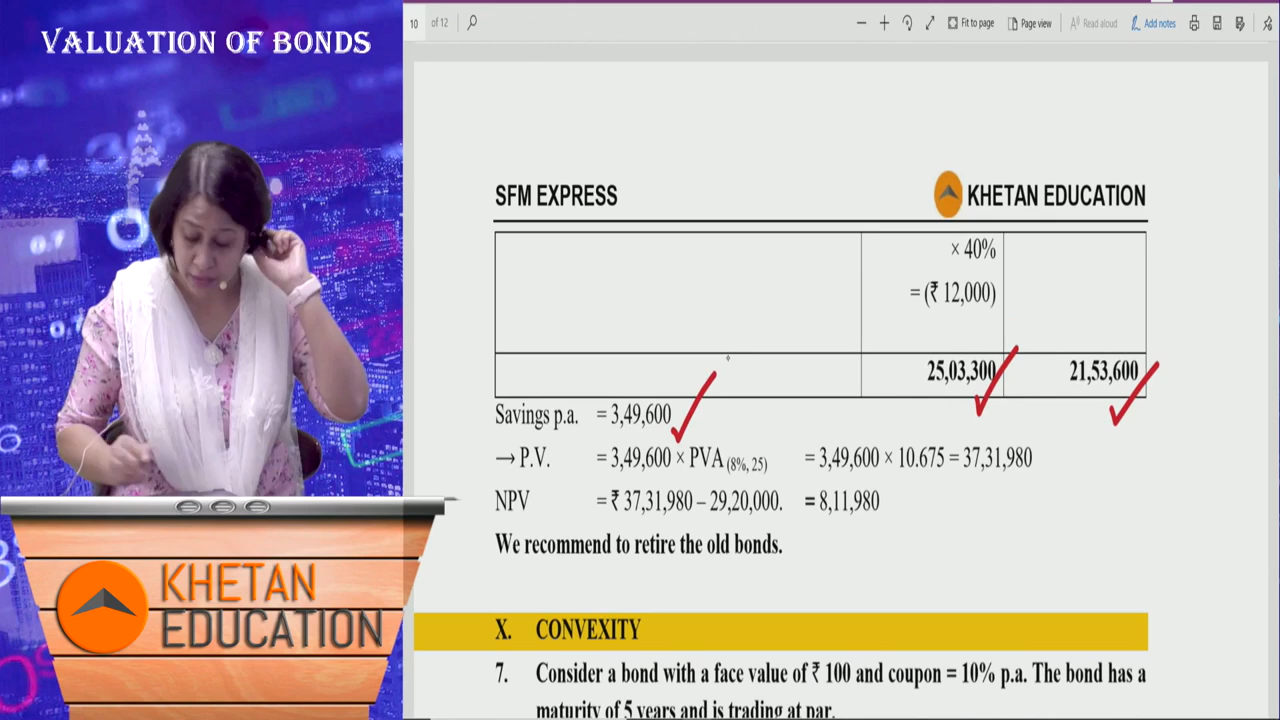 VALUATION OF BONDS
10 of 12
Fit to page
Page view
Read aloud
Add notes
SFM EXPRESS
KHETAN EDUCATION
× 40%
= (₹ 12,000)
25,03,300 21,53,600
Savings p.a. = 3,49,600
→ P.V. = 3,49,600 × PVA (8%, 25) = 3,49,600 × 10.675 = 37,31,980
NPV = ₹ 37,31,980 – 29,20,000. = 8,11,980
We recommend to retire the old bonds.
X. CONVEXITY
7. Consider a bond with a face value of ₹ 100 and coupon = 10% p.a. The bond has a
maturity of 5 years and is trading at par.
KHETAN
EDUCATION